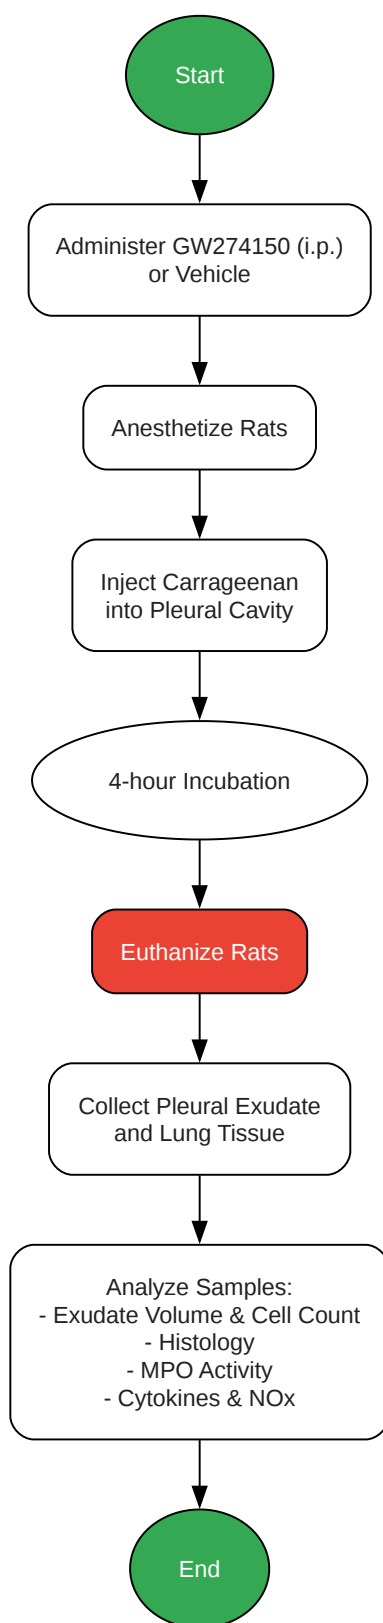 Start
Administer GW274150 (i.p.)
or Vehicle
Anesthetize Rats
Inject Carrageenan
into Pleural Cavity
4-hour Incubation
Euthanize Rats
Collect Pleural Exudate
and Lung Tissue
Analyze Samples:
- Exudate Volume & Cell Count
- Histology
- MPO Activity
- Cytokines & NOx
End